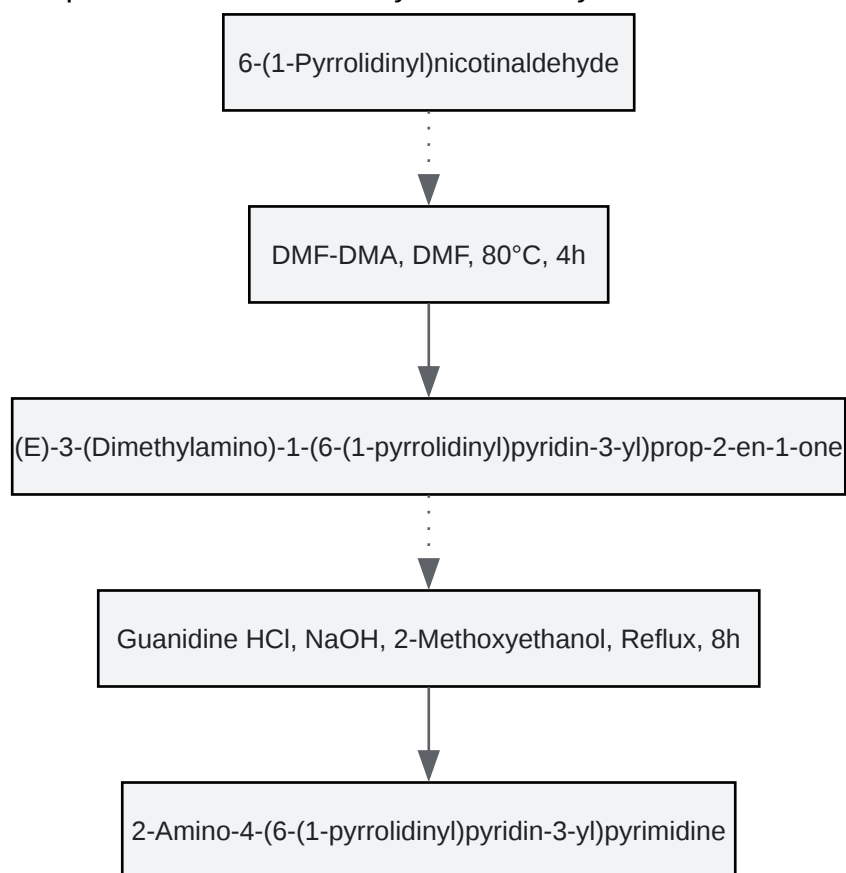 6-(1-Pyrrolidinyl)nicotinaldehyde
DMF-DMA, DMF, 80°C, 4h
(E)-3-(Dimethylamino)-1-(6-(1-pyrrolidinyl)pyridin-3-yl)prop-2-en-1-one
Guanidine HCl, NaOH, 2-Methoxyethanol, Reflux, 8h
2-Amino-4-(6-(1-pyrrolidinyl)pyridin-3-yl)pyrimidine